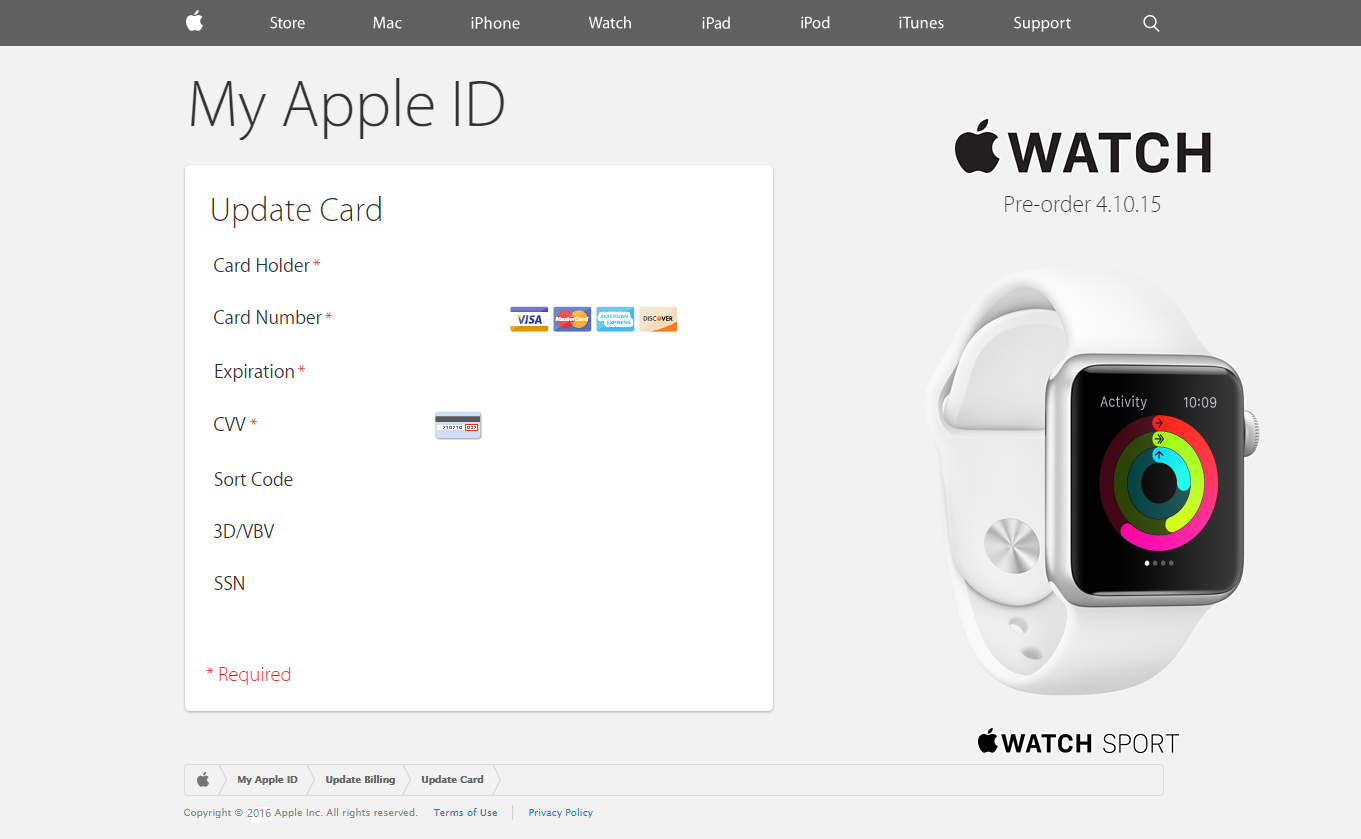 Store Mac iPhone Watch iPad iPod iTunes Support
My Apple ID
Update Card
Card Holder *
Card Number *
VISA MasterCard AMERICAN EXPRESS DISCOVER
Expiration *
CVV *
Sort Code
3D/VBV
SSN
* Required
WATCH
Pre-order 4.10.15
Activity 10:09
WATCH SPORT
My Apple ID Update Billing Update Card
Copyright © 2016 Apple Inc. All rights reserved. Terms of Use Privacy Policy